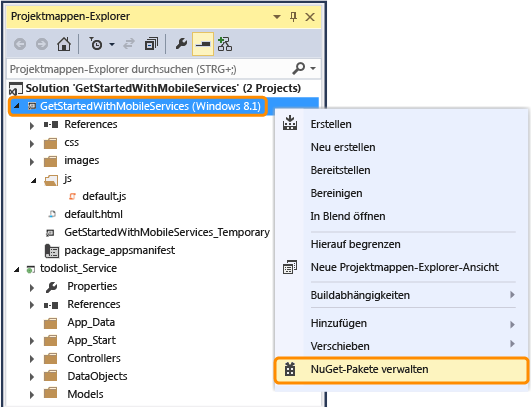 Projektmappen-Explorer
Projektmappen-Explorer durchsuchen (STRG+;)
Solution 'GetStartedWithMobileServices' (2 Projects)
GetStartedWithMobileServices (Windows 8.1)
References
css
images
js
default.js
default.html
GetStartedWithMobileServices_Temporary
package_appsmanifest
todolist_Service
Properties
References
App_Data
App_Start
Controllers
DataObjects
Models
Erstellen
Neu erstellen
Bereitstellen
Bereinigen
In Blend öffnen
Hierauf begrenzen
Neue Projektmappen-Explorer-Ansicht
Buildabhängigkeiten
Hinzufügen
Verschieben
NuGet-Pakete verwalten